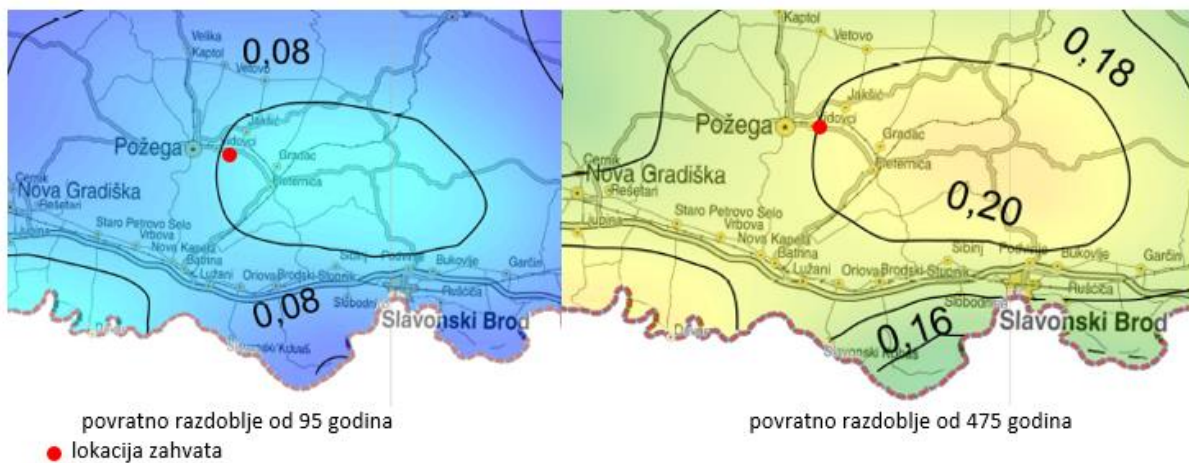 0,08
Velika
Kaptol
Vetovo
Jakšić
Požega
Gradac
Pleternica
Cernik
Nova Gradiška
Rešetari
Staro Petrovo Selo
Vrbova
Nova Kapela
Batrina
Sibinj
Podvinje
Bukovlje
Garčin
Lužani
Oriovac
Brodski-Stupnik
Ruščica
0,08
Slavonski Brod
povratno razdoblje od 95 godina
lokacija zahvata
Kaptol
Vetovo
0,18
Jakšić
Požega
Gradac
Pleternica
Cernik
Nova Gradiška
Rešetari
0,20
Staro Petrovo Selo
Vrbova
Nova Kapela
Batrina
Sibinj
Podvinje
Bukovlje
Garčin
Lužani
Oriovac
Brodski-Stupnik
Ruščica
0,16
Slavonski Brod
povratno razdoblje od 475 godina